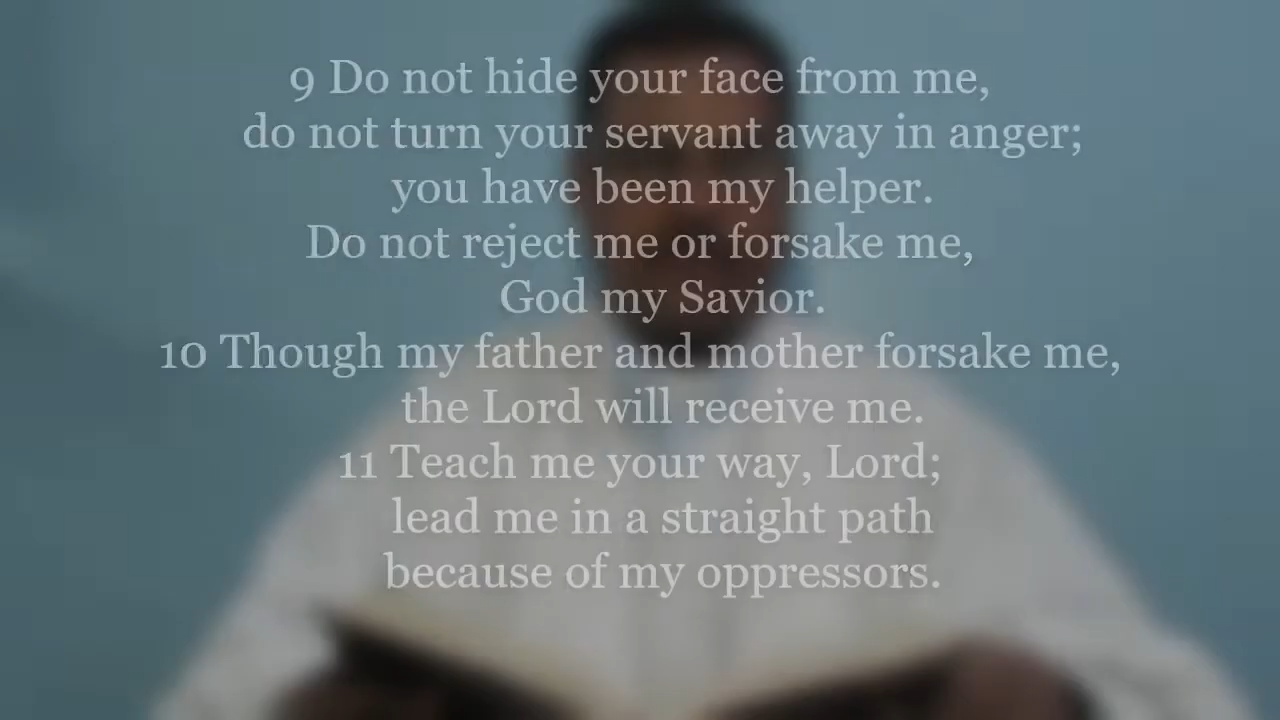 9 Do not hide your face from me,
do not turn your servant away in anger;
you have been my helper.
Do not reject me or forsake me,
God my Savior.
10 Though my father and mother forsake me,
the Lord will receive me.
11 Teach me your way, Lord;
lead me in a straight path
because of my oppressors.